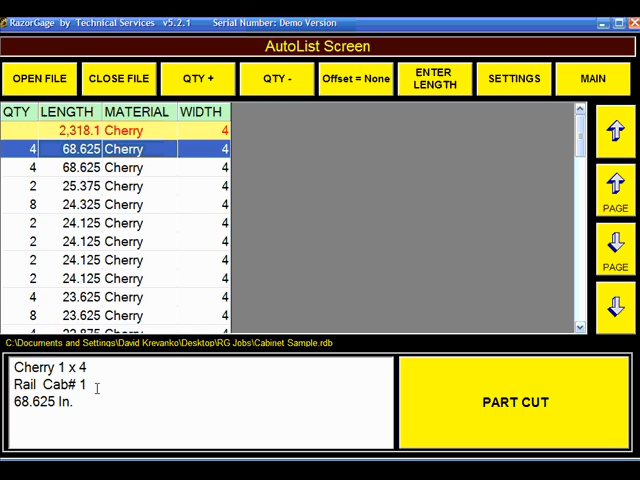 RazorGage by Technical Services v5.2.1 Serial Number: Demo Version
AutoList Screen
OPEN FILE CLOSE FILE QTY + QTY - Offset = None ENTER LENGTH SETTINGS MAIN
QTY LENGTH MATERIAL WIDTH
2,318.1 Cherry 4
4 68.625 Cherry 4
4 68.625 Cherry 4
2 25.375 Cherry 4
8 24.325 Cherry 4
2 24.125 Cherry 4
2 24.125 Cherry 4
2 24.125 Cherry 4
2 24.125 Cherry 4
4 23.625 Cherry 4
8 23.625 Cherry 4
4 22.875 Cherry 4
PAGE
PAGE
C:\Documents and Settings\David Krevanko\Desktop\RG Jobs\Cabinet Sample.rdb
Cherry 1 x 4
Rail Cab# 1
68.625 In.
PART CUT